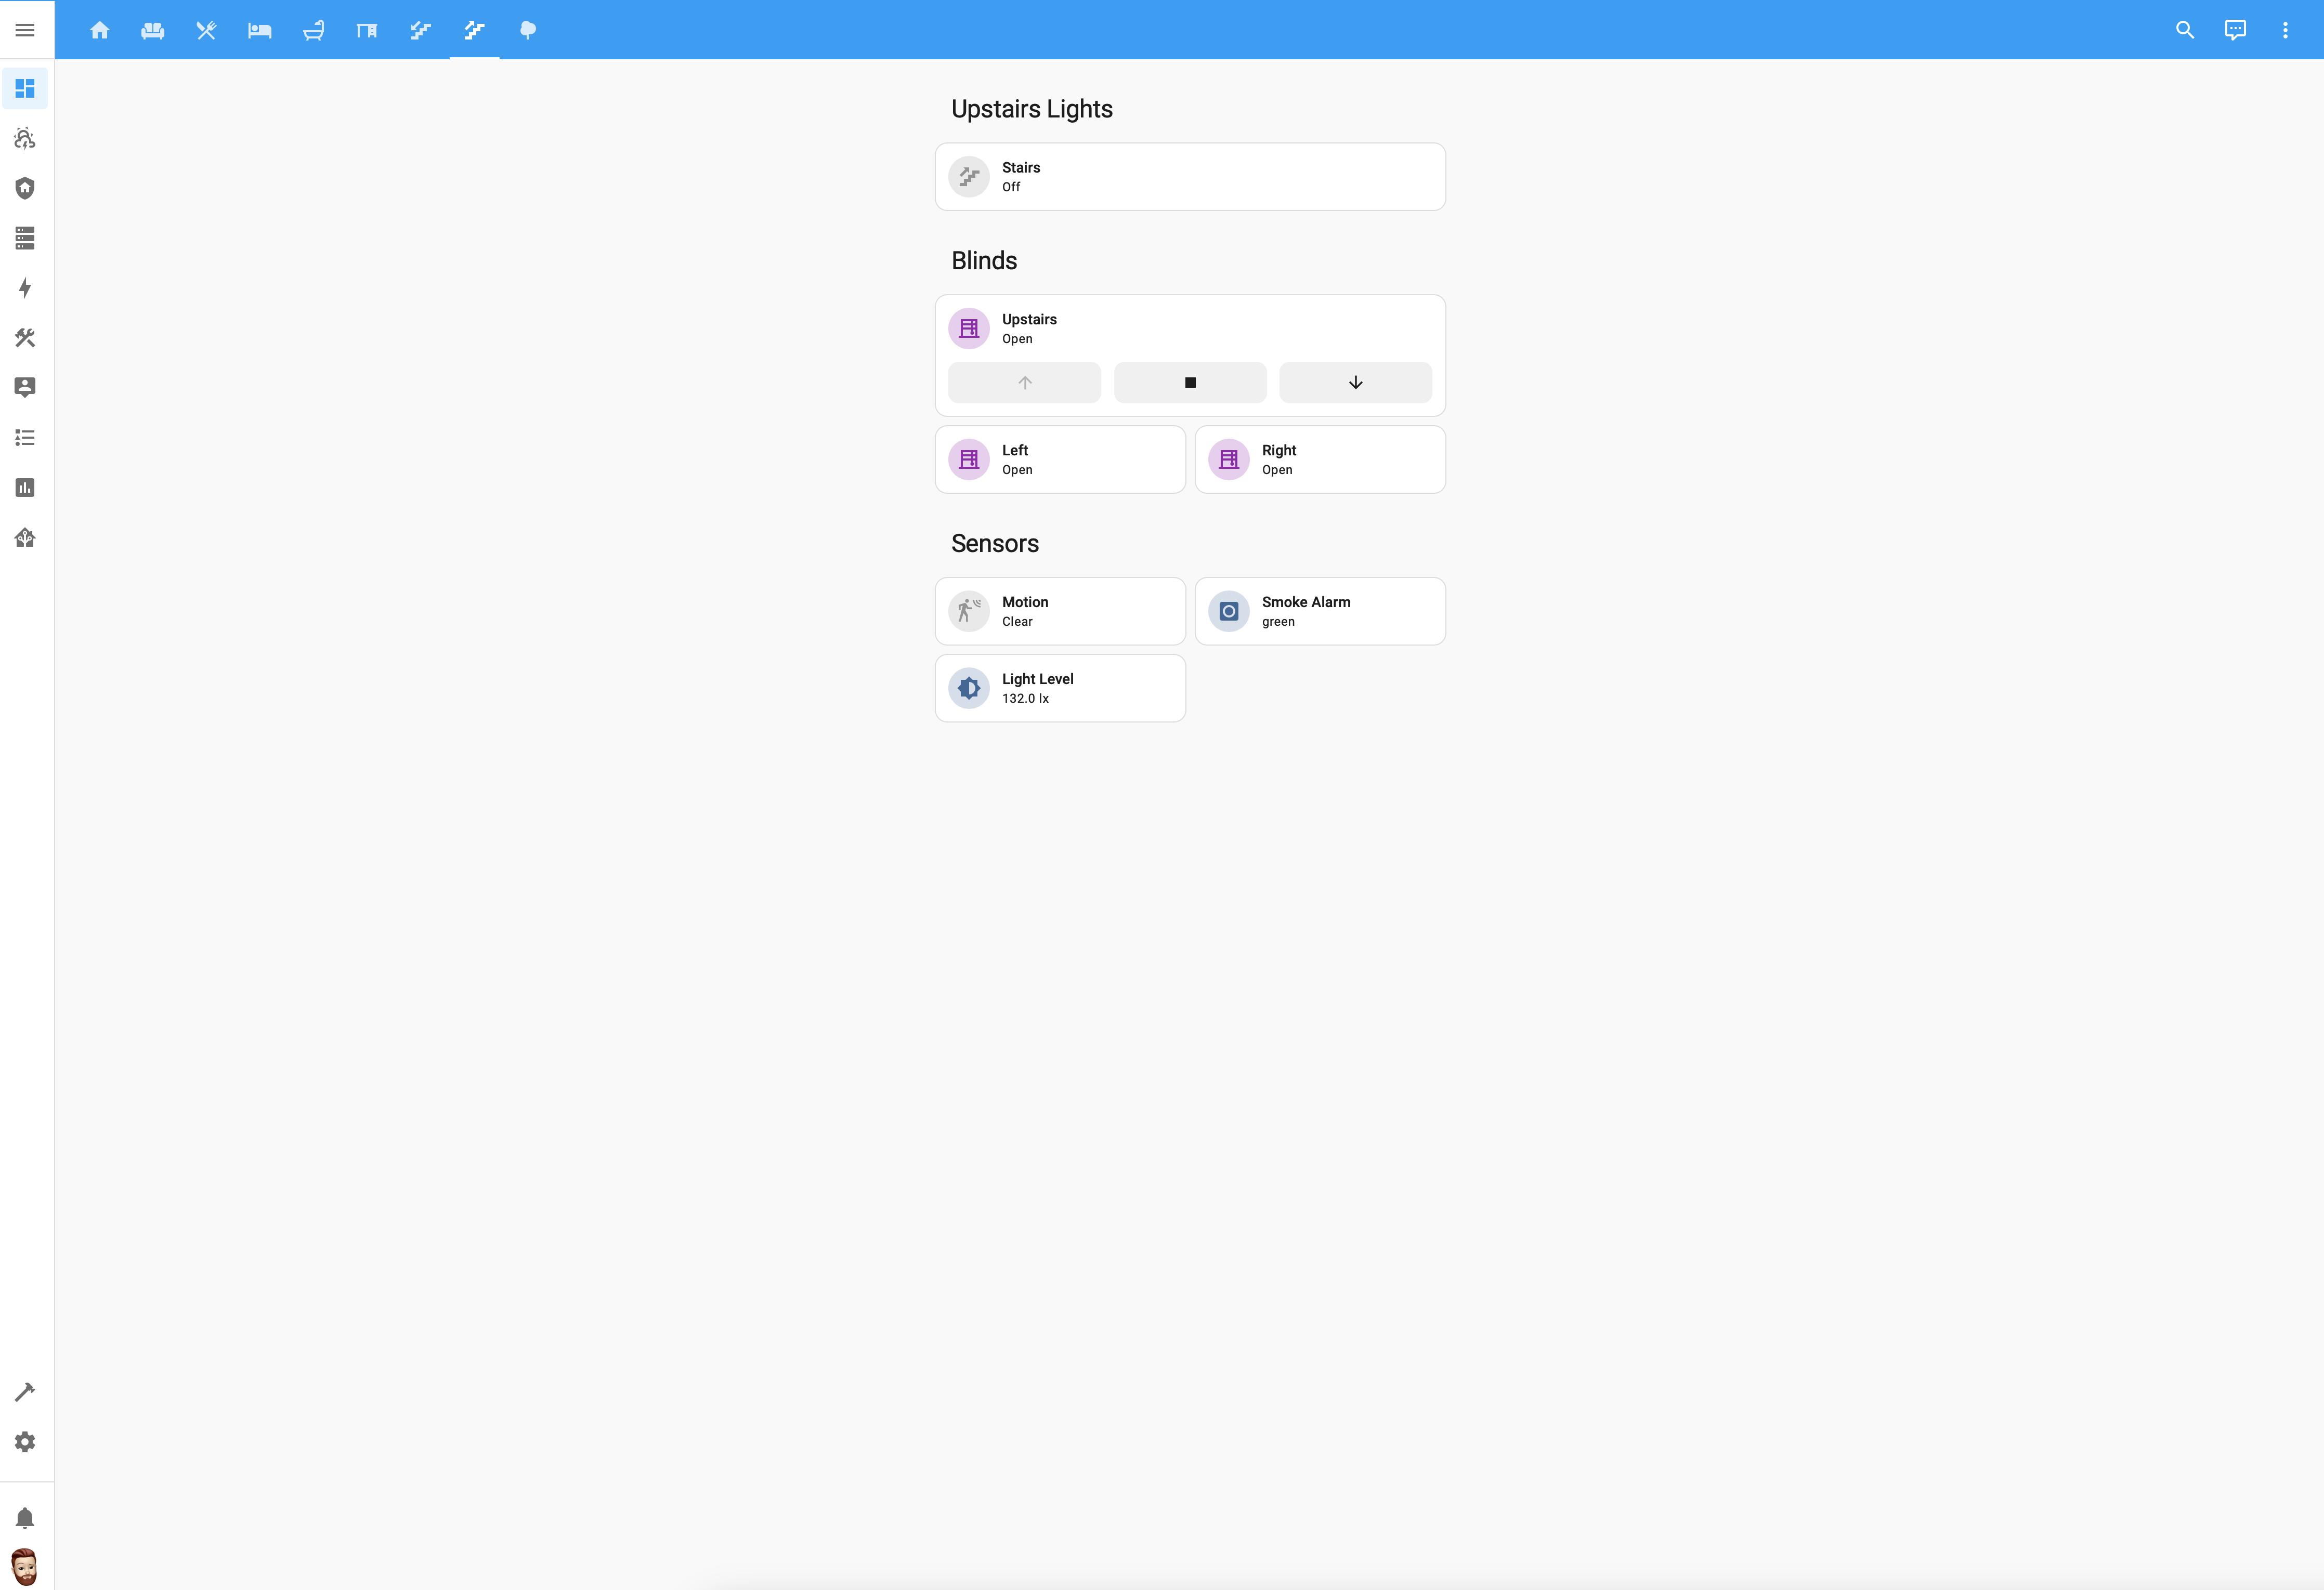 Upstairs Lights
Stairs
Off
Blinds
Upstairs
Open
Left
Open
Right
Open
Sensors
Motion
Clear
Smoke Alarm
green
Light Level
132.0 lx